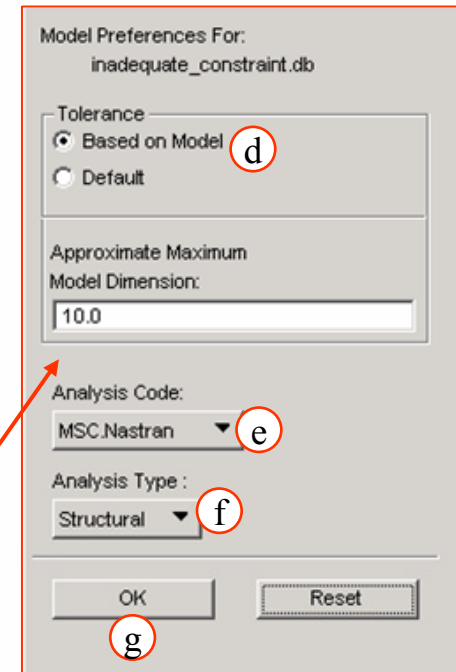 Model Preferences For:
inadequate_constraint.db
Tolerance
Based on Model d
Default
Approximate Maximum
Model Dimension:
10.0
Analysis Code:
MSC.Nastran e
Analysis Type :
Structural f
OK Reset
g